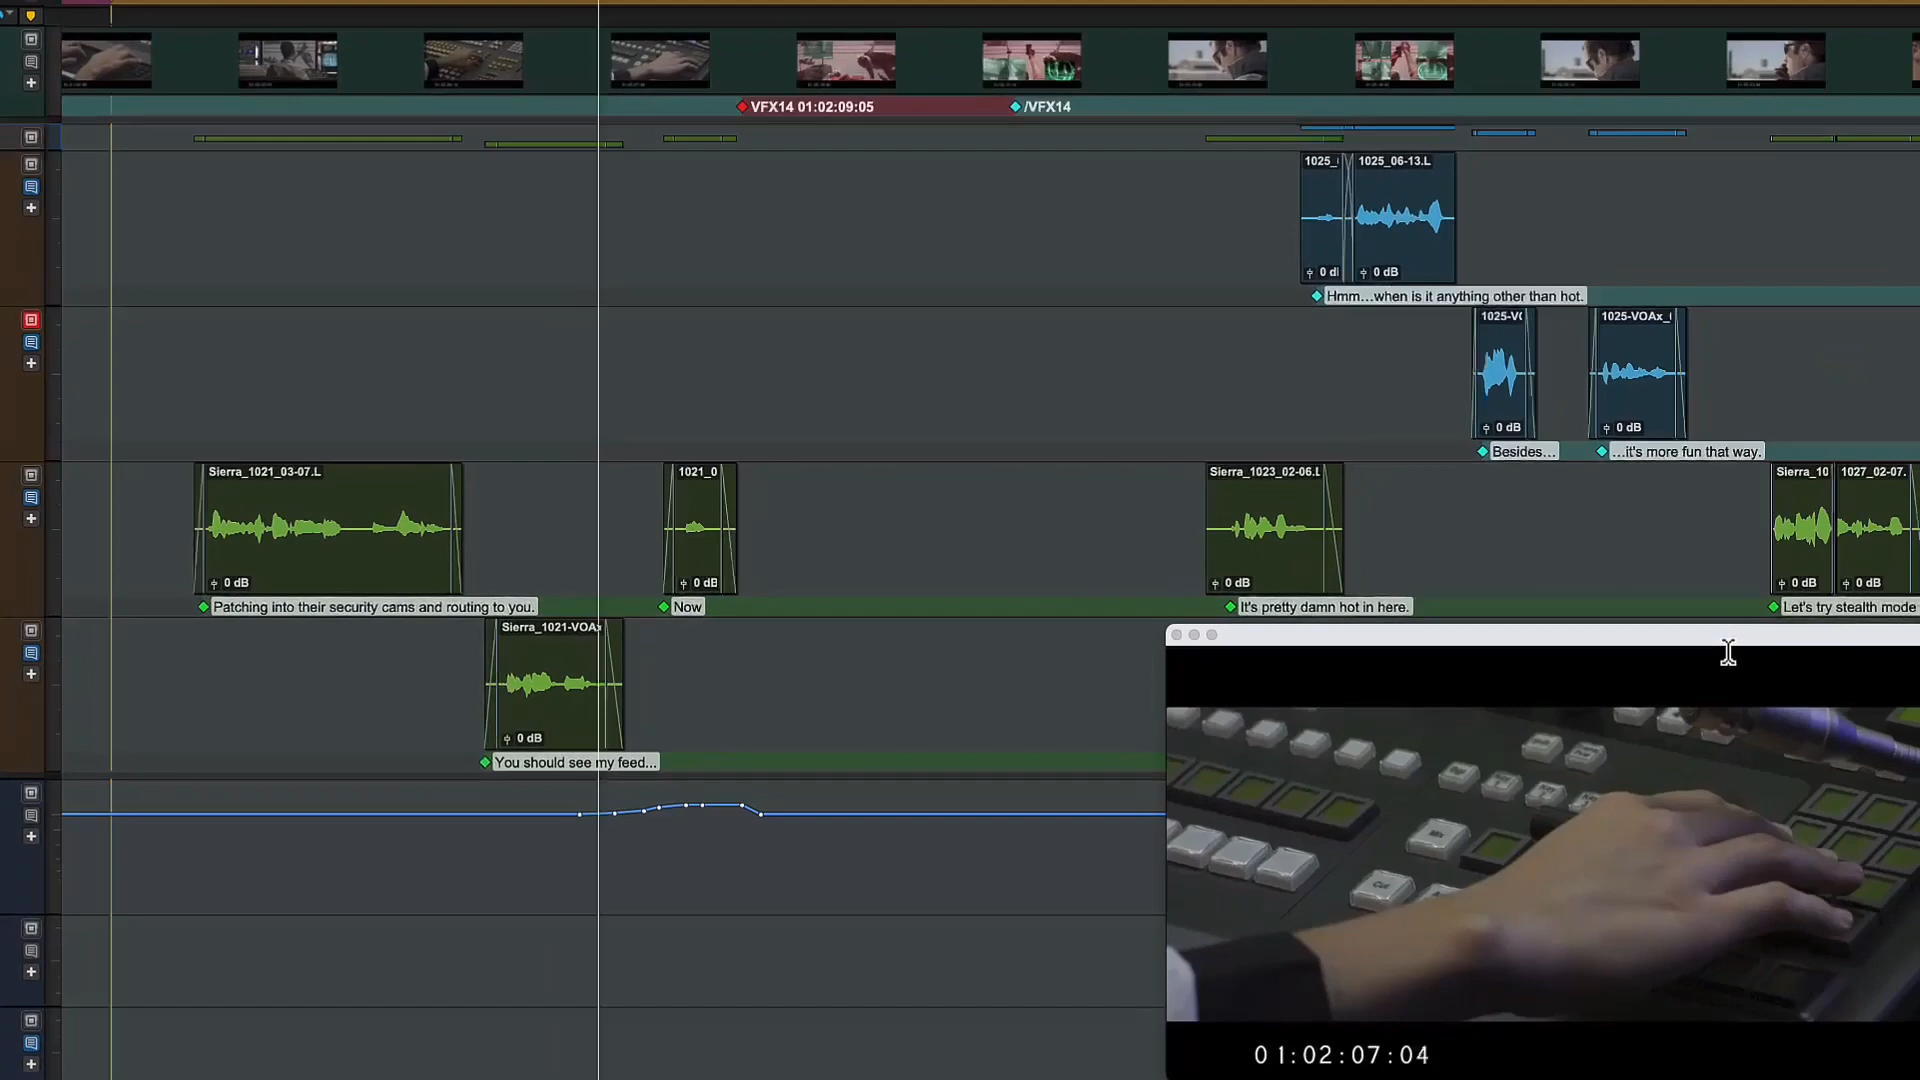 VFX14 01:02:09:05
/VFX14
1025_
1025_06-13.L
0 dB
Hmm...when is it anything other than hot.
1025-VOAx_
0 dB
0 dB
Besides...
...it's more fun that way.
Sierra_1021_03-07.L
1021_0
Sierra_1023_02-06.L
Sierra_10
1027_02-07.
0 dB
0 dB
0 dB
0 dB
0 dB
Patching into their security cams and routing to you.
Now
It's pretty damn hot in here.
Let's try stealth mode
Sierra_1021-VOAx
0 dB
You should see my feed...
Cut
01:02:07:04